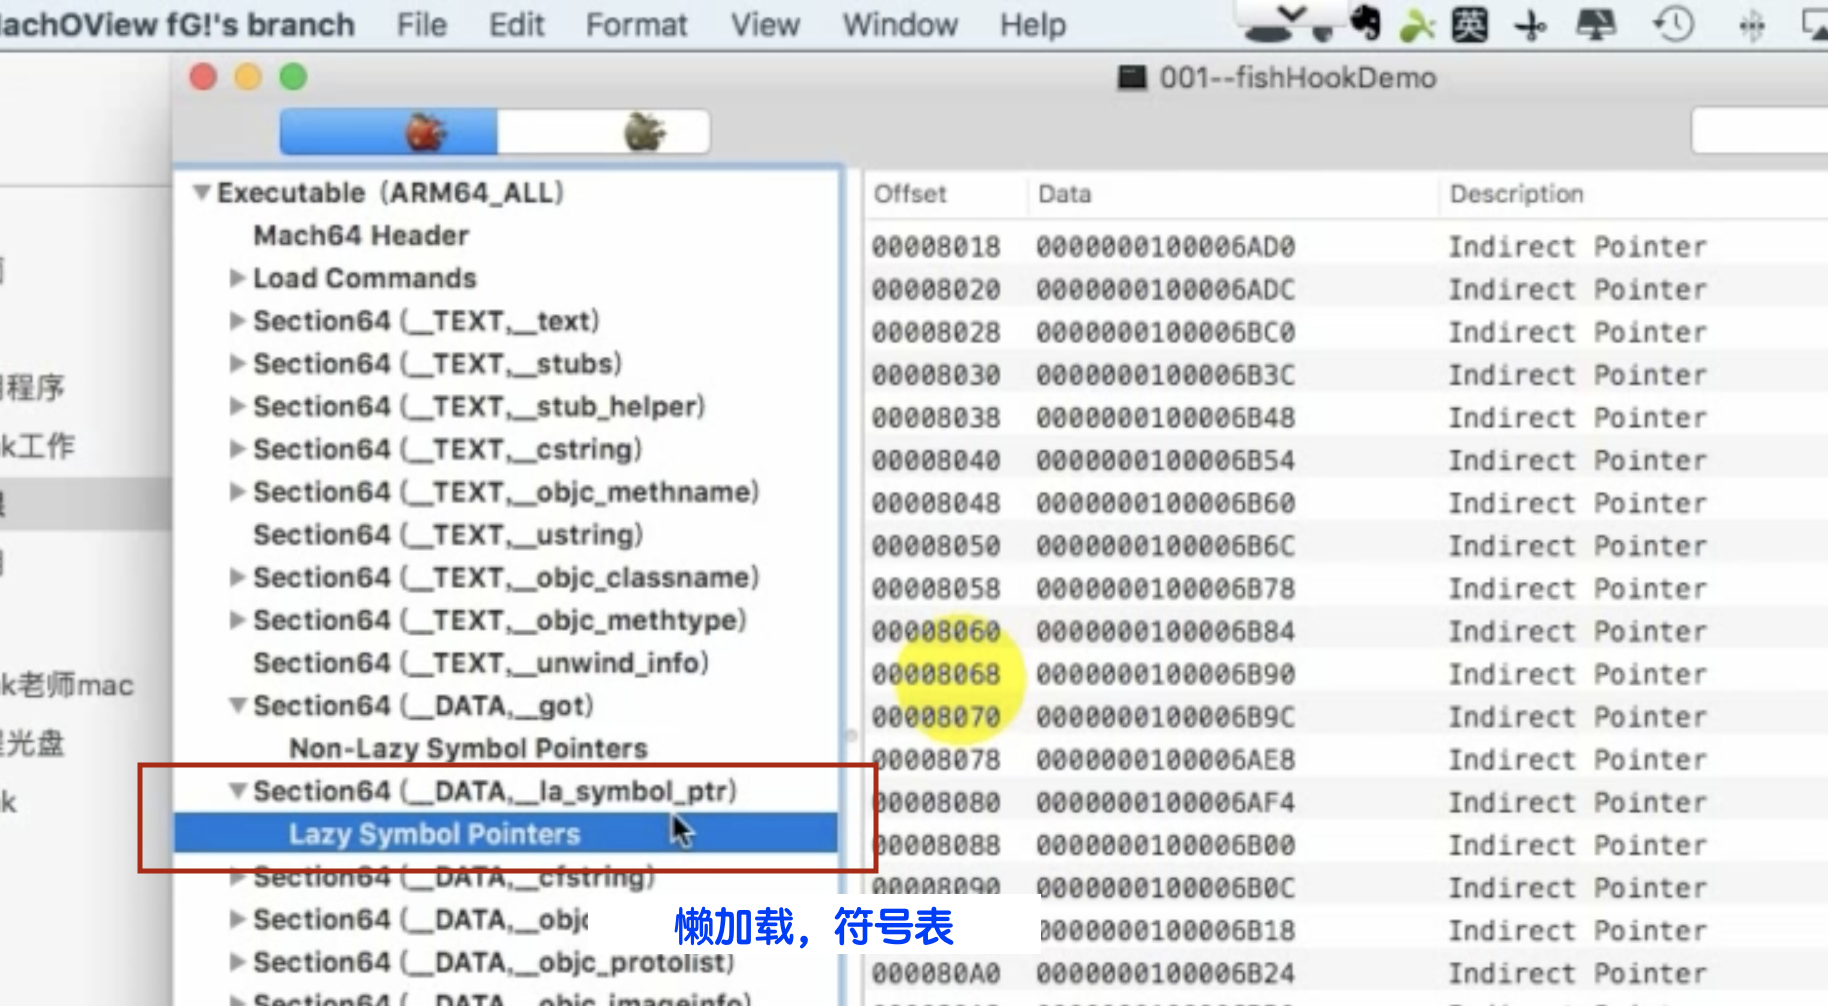 achOView fG!'s branch File Edit Format View Window Help 英
001--fishHookDemo
程序
k工作
k老师mac
光盘
k
Executable (ARM64_ALL)
Mach64 Header
Load Commands
Section64 (__TEXT,__text)
Section64 (__TEXT,__stubs)
Section64 (__TEXT,__stub_helper)
Section64 (__TEXT,__cstring)
Section64 (__TEXT,__objc_methname)
Section64 (__TEXT,__ustring)
Section64 (__TEXT,__objc_classname)
Section64 (__TEXT,__objc_methtype)
Section64 (__TEXT,__unwind_info)
Section64 (__DATA,__got)
Non-Lazy Symbol Pointers
Section64 (__DATA,__la_symbol_ptr)
Lazy Symbol Pointers
Section64 (__DATA,__cfstring)
Section64 (__DATA,__objc
Section64 (__DATA,__objc_protolist)
Section64 (__DATA,__objc_imageinfo)
懒加载，符号表
Offset Data Description
00008018 0000000100006AD0 Indirect Pointer
00008020 0000000100006ADC Indirect Pointer
00008028 0000000100006BC0 Indirect Pointer
00008030 0000000100006B3C Indirect Pointer
00008038 0000000100006B48 Indirect Pointer
00008040 0000000100006B54 Indirect Pointer
00008048 0000000100006B60 Indirect Pointer
00008050 0000000100006B6C Indirect Pointer
00008058 0000000100006B78 Indirect Pointer
00008060 0000000100006B84 Indirect Pointer
00008068 0000000100006B90 Indirect Pointer
00008070 0000000100006B9C Indirect Pointer
00008078 0000000100006AE8 Indirect Pointer
00008080 0000000100006AF4 Indirect Pointer
00008088 0000000100006B00 Indirect Pointer
00008090 0000000100006B0C Indirect Pointer
0000000100006B18 Indirect Pointer
000080A0 0000000100006B24 Indirect Pointer